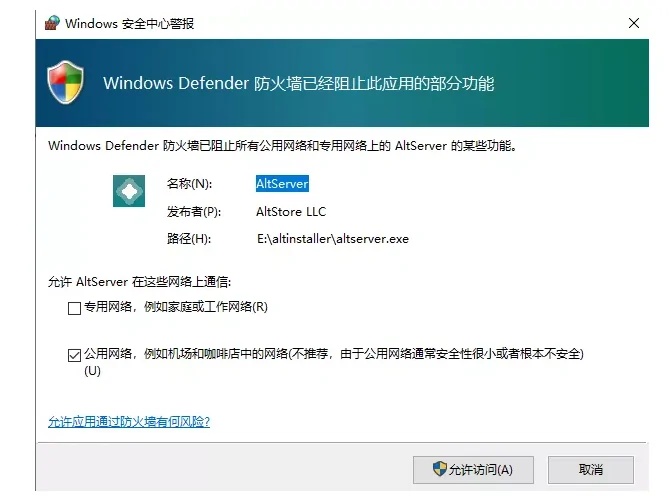 Windows 安全中心警报
Windows Defender 防火墙已经阻止此应用的部分功能
Windows Defender 防火墙已阻止所有公用网络和专用网络上的 AltServer 的某些功能。
名称(N): AltServer
发布者(P): AltStore LLC
路径(H): E:\altinstaller\altserver.exe
允许 AltServer 在这些网络上通信:
专用网络，例如家庭或工作网络(R)
公用网络，例如机场和咖啡店中的网络(不推荐，由于公用网络通常安全性很小或者根本不安全)
(U)
允许应用通过防火墙有何风险?
允许访问(A) 取消